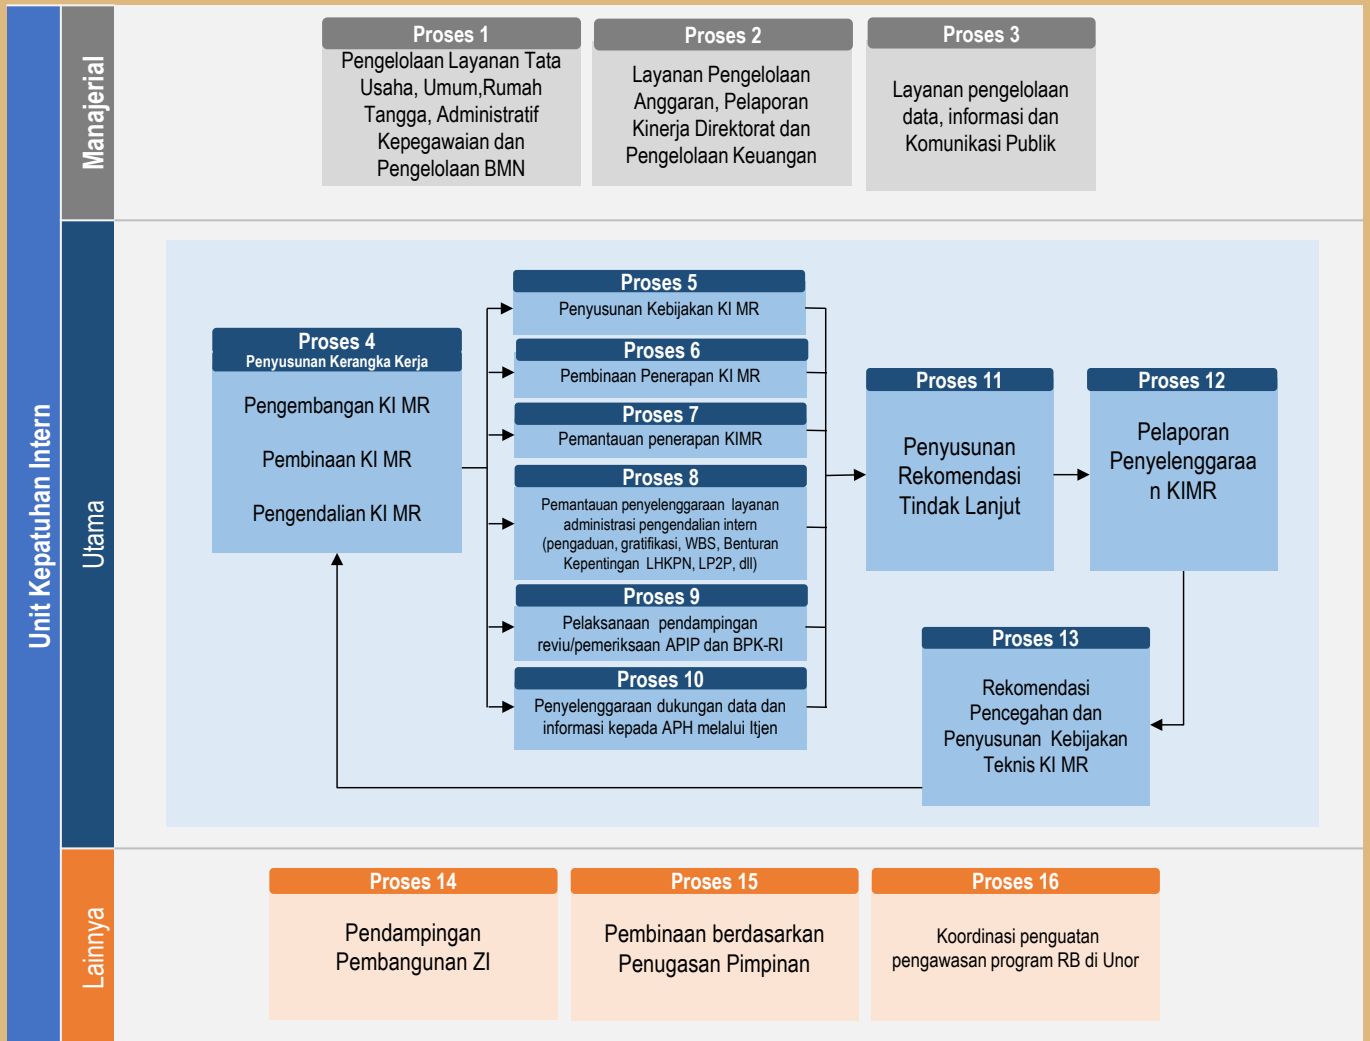 Unit Kepatuhan Intern
Manajerial
Proses 1
Pengelolaan Layanan Tata
Usaha, Umum,Rumah
Tangga, Administratif
Kepegawaian dan
Pengelolaan BMN
Proses 2
Layanan Pengelolaan
Anggaran, Pelaporan
Kinerja Direktorat dan
Pengelolaan Keuangan
Proses 3
Layanan pengelolaan
data, informasi dan
Komunikasi Publik
Utama
Proses 4
Penyusunan Kerangka Kerja
Pengembangan KI MR
Pembinaan KI MR
Pengendalian KI MR
Proses 5
Penyusunan Kebijakan KI MR
Proses 6
Pembinaan Penerapan KI MR
Proses 7
Pemantauan penerapan KIMR
Proses 8
Pemantauan penyelenggaraan layanan
administrasi pengendalian intern
(pengaduan, gratifikasi, WBS, Benturan
Kepentingan LHKPN, LP2P, dll)
Proses 9
Pelaksanaan pendampingan
reviu/pemeriksaan APIP dan BPK-RI
Proses 10
Penyelenggaraan dukungan data dan
informasi kepada APH melalui Itjen
Proses 11
Penyusunan
Rekomendasi
Tindak Lanjut
Proses 12
Pelaporan
Penyelenggaraa
n KIMR
Proses 13
Rekomendasi
Pencegahan dan
Penyusunan Kebijakan
Teknis KI MR
Lainnya
Proses 14
Pendampingan
Pembangunan ZI
Proses 15
Pembinaan berdasarkan
Penugasan Pimpinan
Proses 16
Koordinasi penguatan
pengawasan program RB di Unor